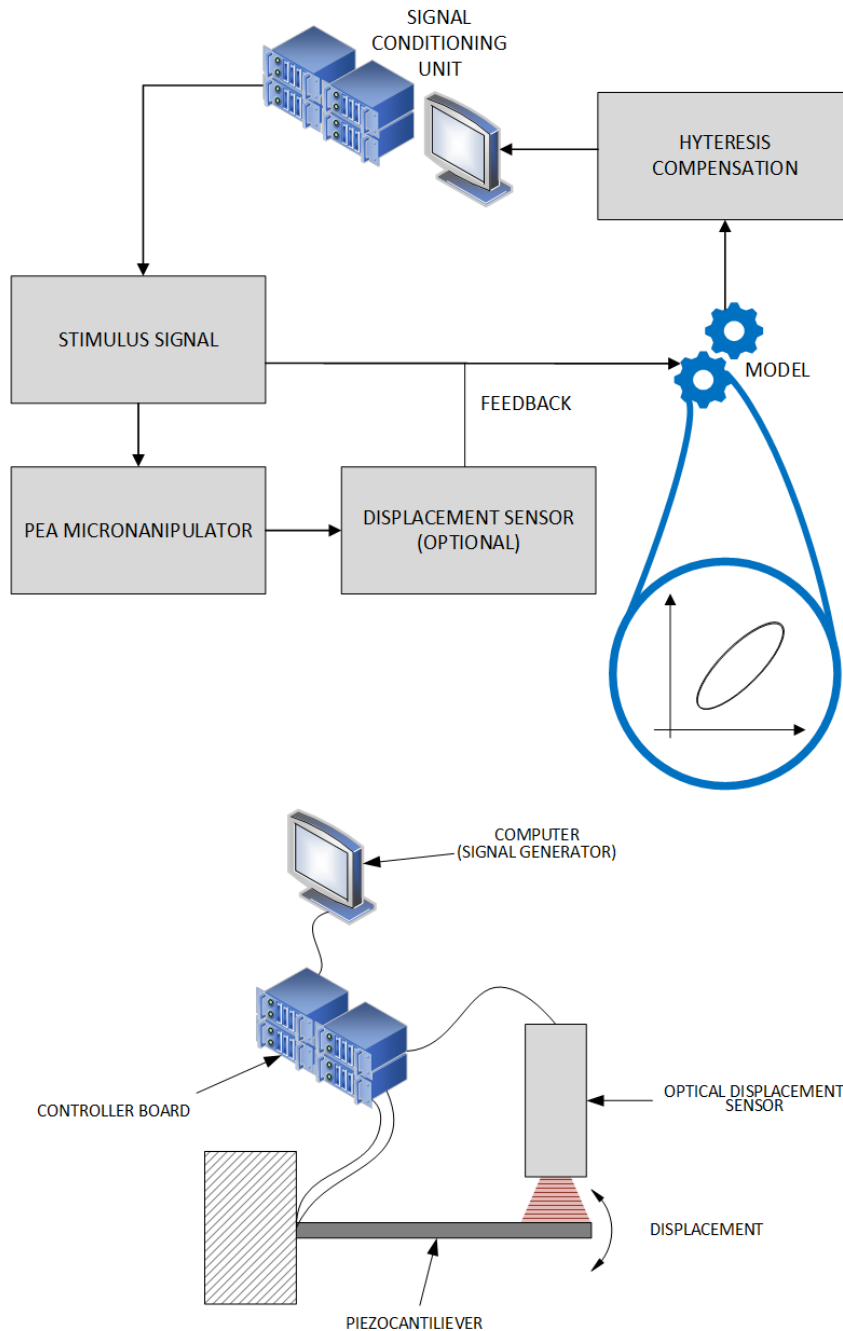 SIGNAL
CONDITIONING
UNIT
HYTERESIS
COMPENSATION
STIMULUS SIGNAL
MODEL
FEEDBACK
PEA MICRONANIPULATOR
DISPLACEMENT SENSOR
(OPTIONAL)
COMPUTER
(SIGNAL GENERATOR)
CONTROLLER BOARD
OPTICAL DISPLACEMENT
SENSOR
DISPLACEMENT
PIEZOCANTILIEVER